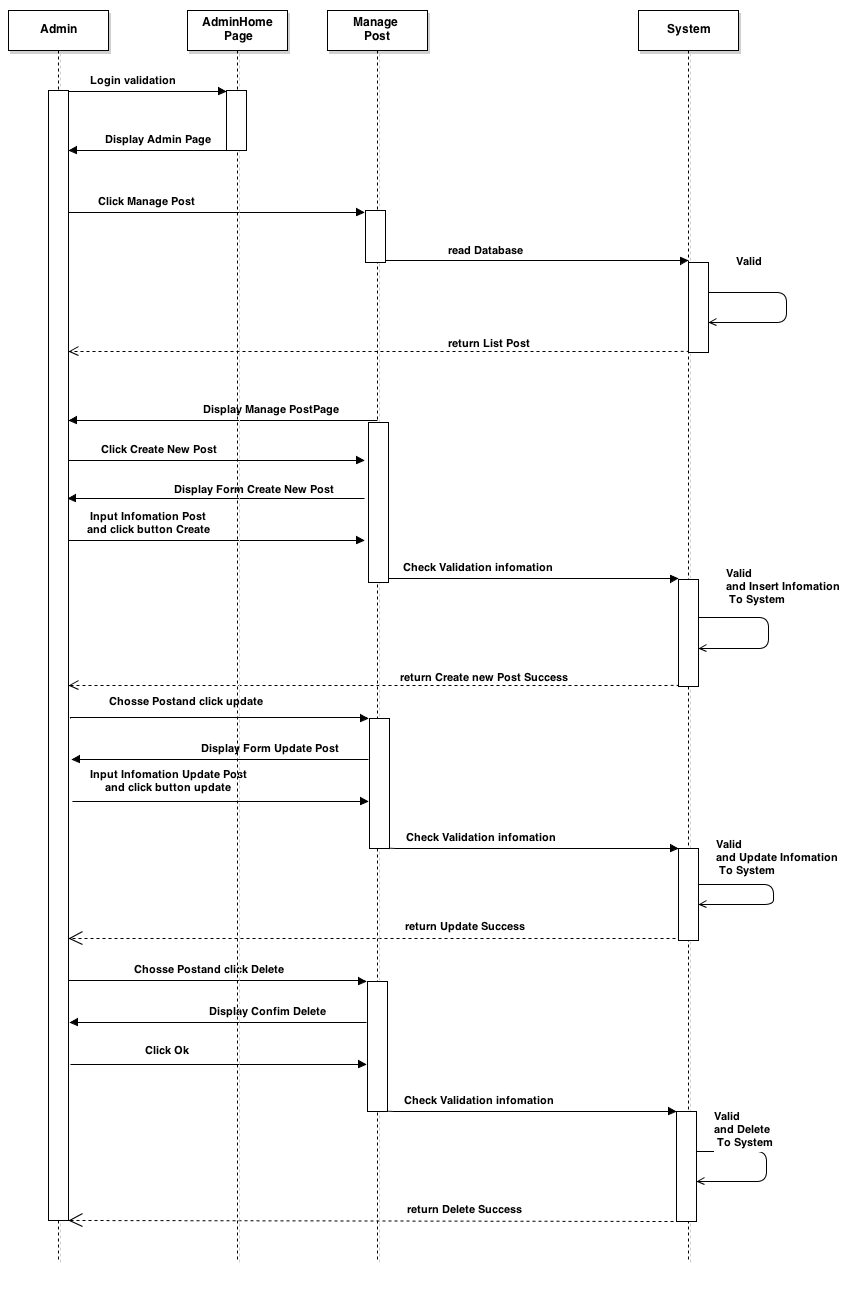 Admin
AdminHome
Page
Manage
Post
System
Login validation
Display Admin Page
Click Manage Post
read Database
Valid
return List Post
Display Manage PostPage
Click Create New Post
Display Form Create New Post
Input Infomation Post
and click button Create
Check Validation infomation
Valid
and Insert Infomation
To System
return Create new Post Success
Chosse Postand click update
Display Form Update Post
Input Infomation Update Post
and click button update
Check Validation infomation
Valid
and Update Infomation
To System
return Update Success
Chosse Postand click Delete
Display Confim Delete
Click Ok
Check Validation infomation
Valid
and Delete
To System
return Delete Success